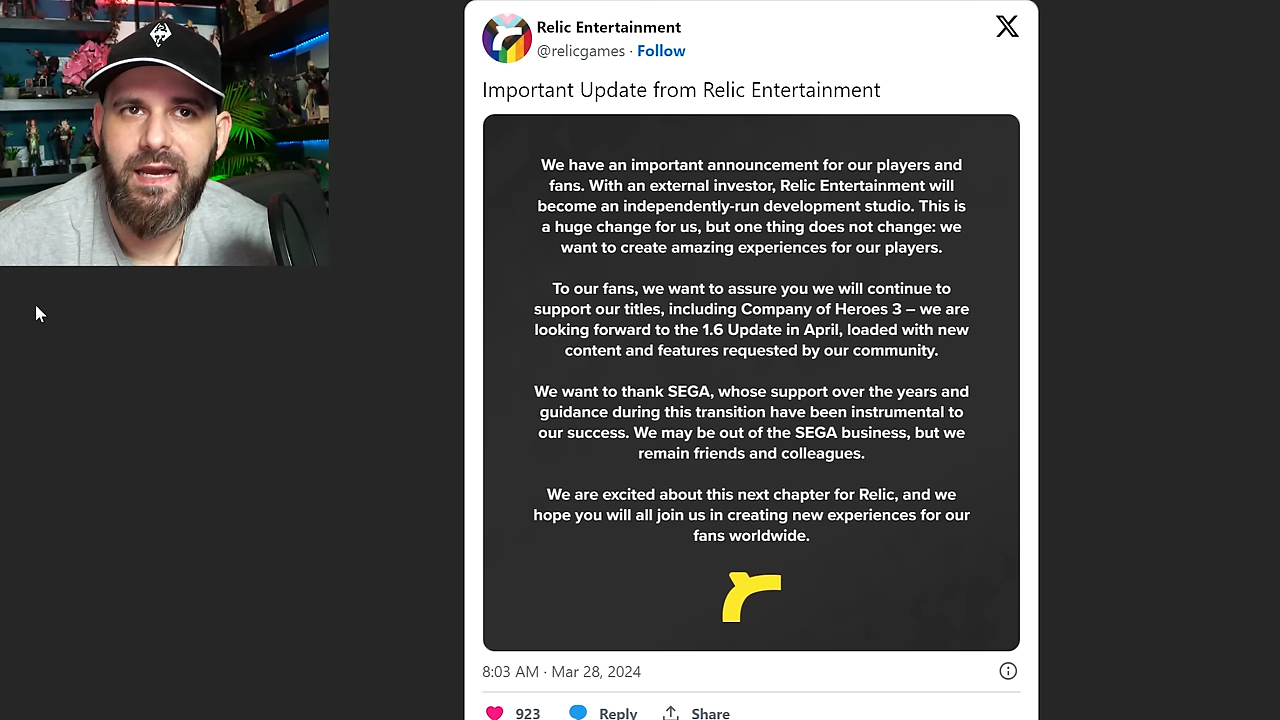 Relic Entertainment
@relicgames · Follow
Important Update from Relic Entertainment
We have an important announcement for our players and
fans. With an external investor, Relic Entertainment will
become an independently-run development studio. This is
a huge change for us, but one thing does not change: we
want to create amazing experiences for our players.
To our fans, we want to assure you we will continue to
support our titles, including Company of Heroes 3 – we are
looking forward to the 1.6 Update in April, loaded with new
content and features requested by our community.
We want to thank SEGA, whose support over the years and
guidance during this transition have been instrumental to
our success. We may be out of the SEGA business, but we
remain friends and colleagues.
We are excited about this next chapter for Relic, and we
hope you will all join us in creating new experiences for our
fans worldwide.
8:03 AM · Mar 28, 2024
923 Reply Share